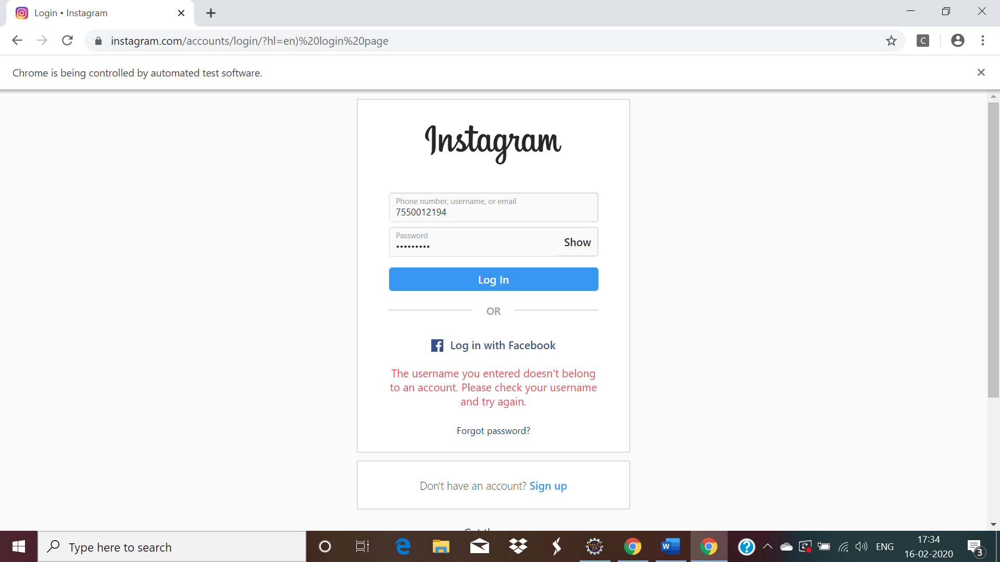 Login • Instagram
instagram.com/accounts/login/?hl=en)%20login%20page
C
Chrome is being controlled by automated test software.
Instagram
Phone number, username, or email
7550012194
Password
•••••••••
Show
Log In
OR
Log in with Facebook
The username you entered doesn't belong
to an account. Please check your username
and try again.
Forgot password?
Don't have an account? Sign up
Type here to search
Java EE
IDE
W
ENG
17:34
16-02-2020
3